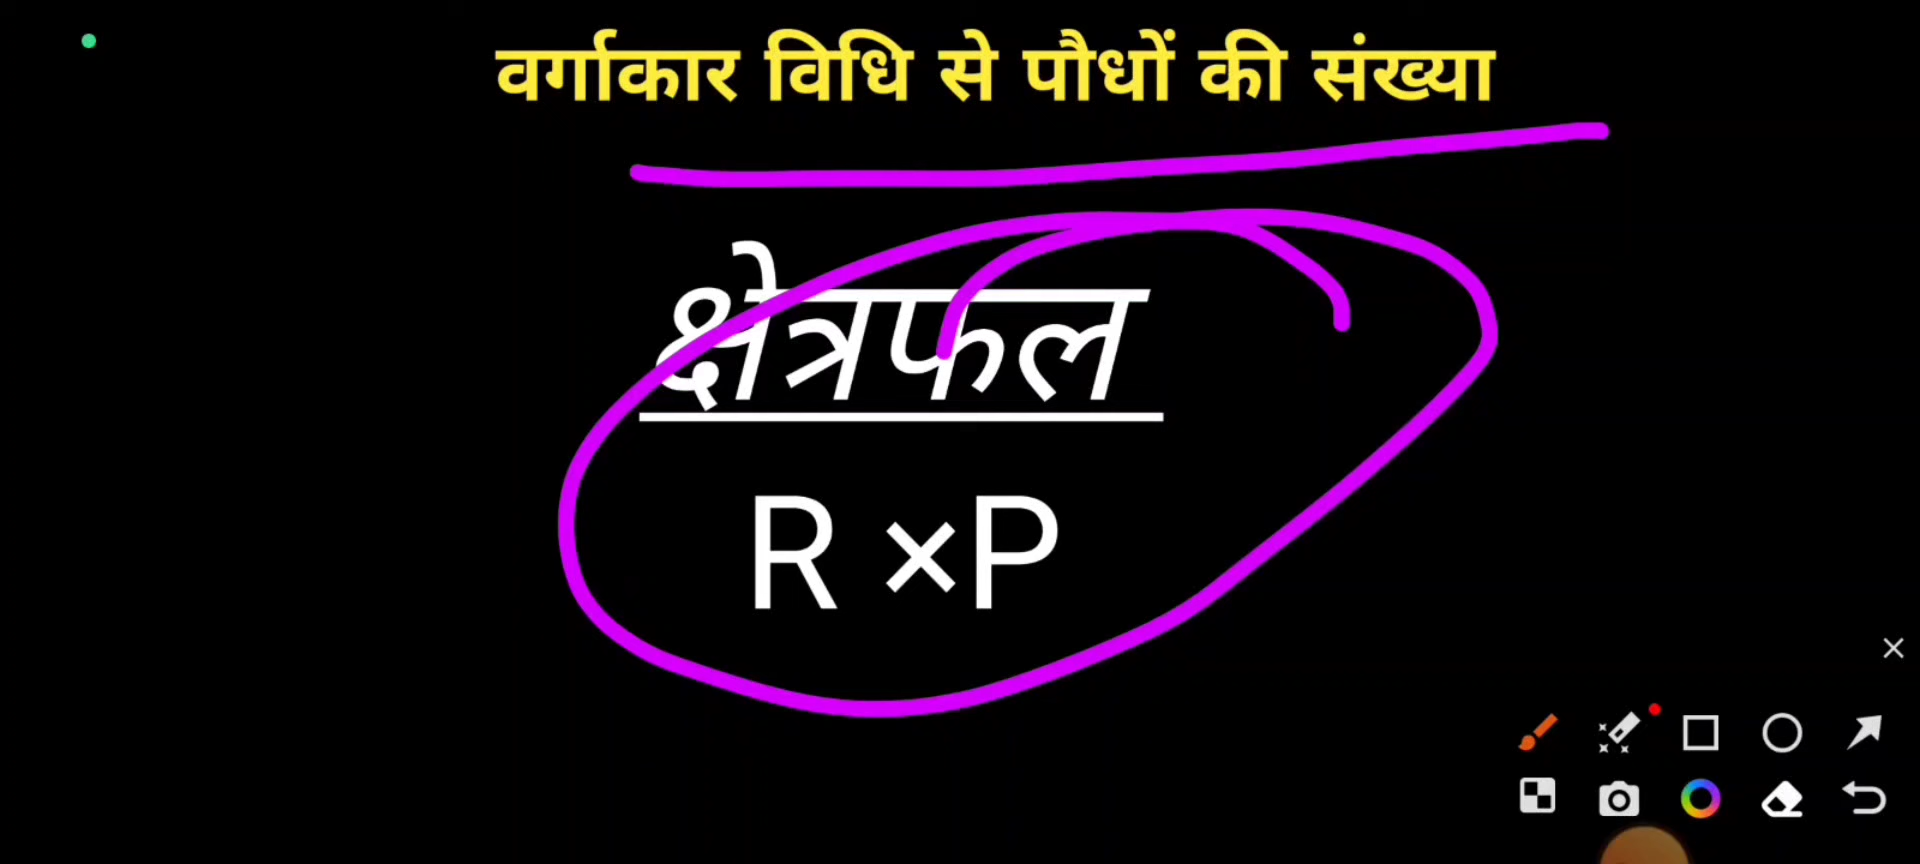 वर्गाकार विधि से पौधों की संख्या
क्षेत्रफल
R ×P